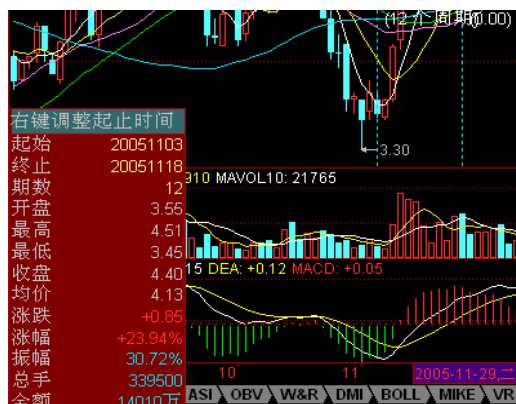 (12个周期(0.00)
3.30
右键调整起止时间
起始 20051103
终止 20051118
期数 12
开盘 3.55
最高 4.51
最低 3.45
收盘 4.40
均价 4.13
涨跌 +0.85
涨幅 +23.94%
振幅 30.72%
总手 339500
金额 14010万
910 MAVOL10: 21765
15 DEA: +0.12 MACD: +0.05
10 11 2005-11-29,二
ASI OBV W&R DMI BOLL MIKE VR